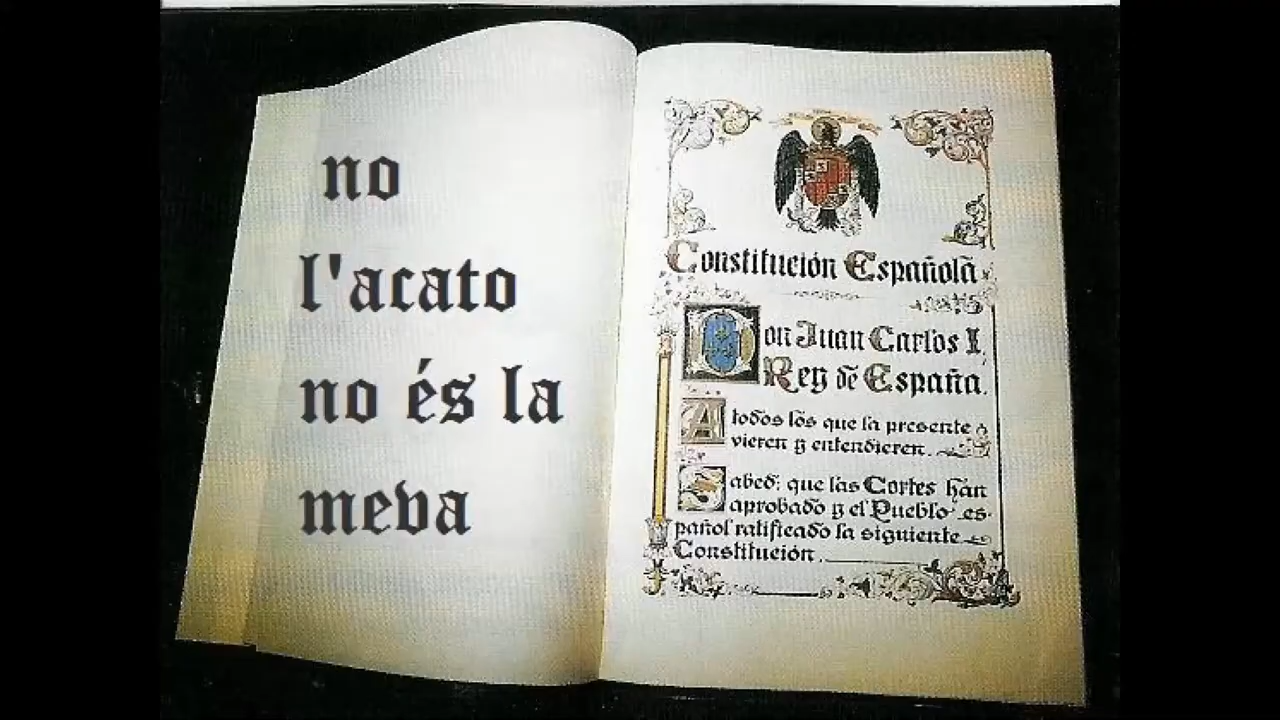 no
l'acato
no és la
meva
Constitución Española
Don Juan Carlos I,
Rey de España.
A todos los que la presente
vieren y entendieren.
Sabed: que las Cortes han
aprobado y el Pueblo es-
pañol ratificado la siguiente
Constitución.